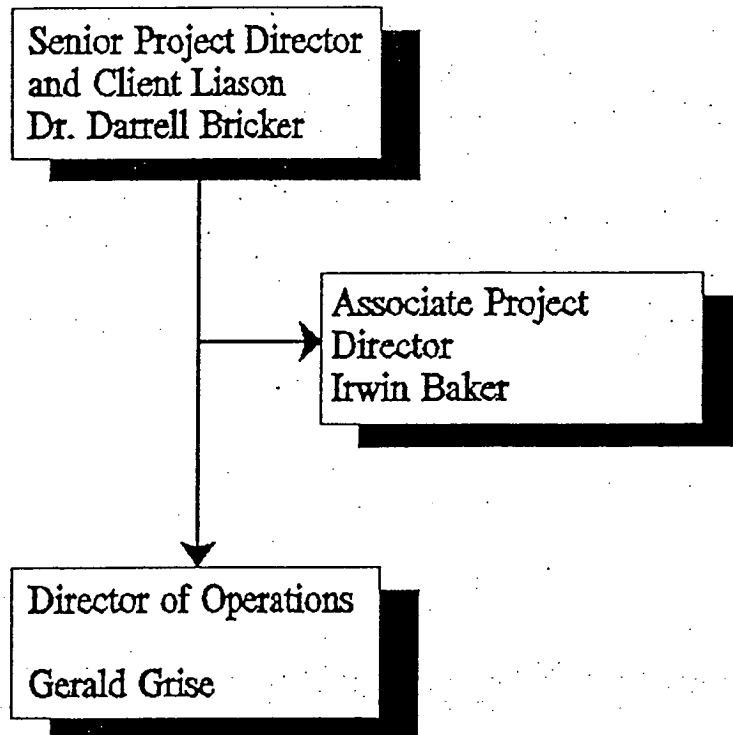 Senior Project Director
and Client Liason
Dr. Darrell Bricker
Associate Project
Director
Irwin Baker
Director of Operations
Gerald Grise